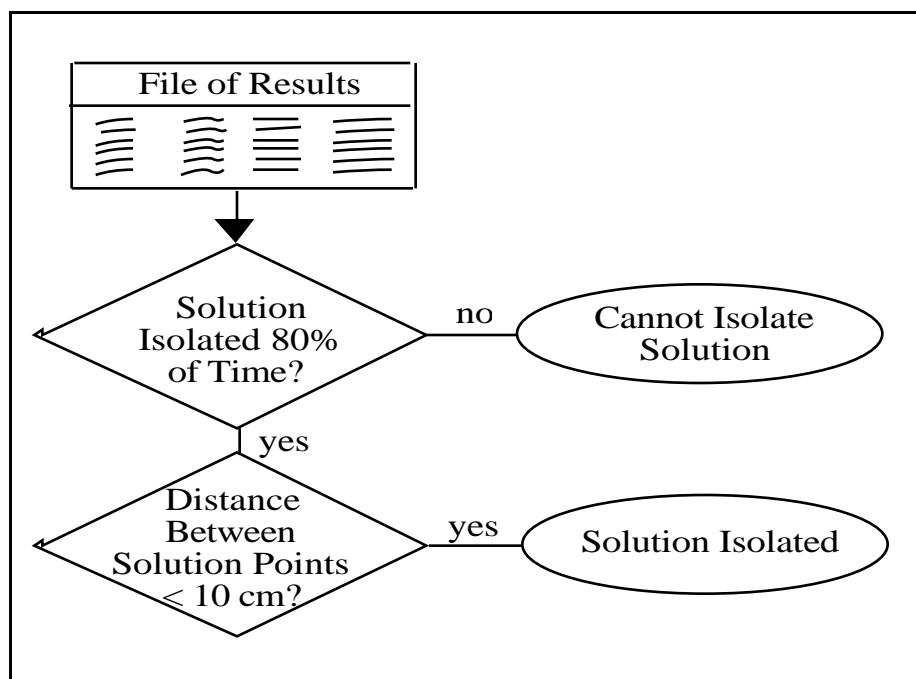 File of Results
Solution
Isolated 80%
of Time?
no
Cannot Isolate
Solution
yes
Distance
Between
Solution Points
< 10 cm?
yes
Solution Isolated